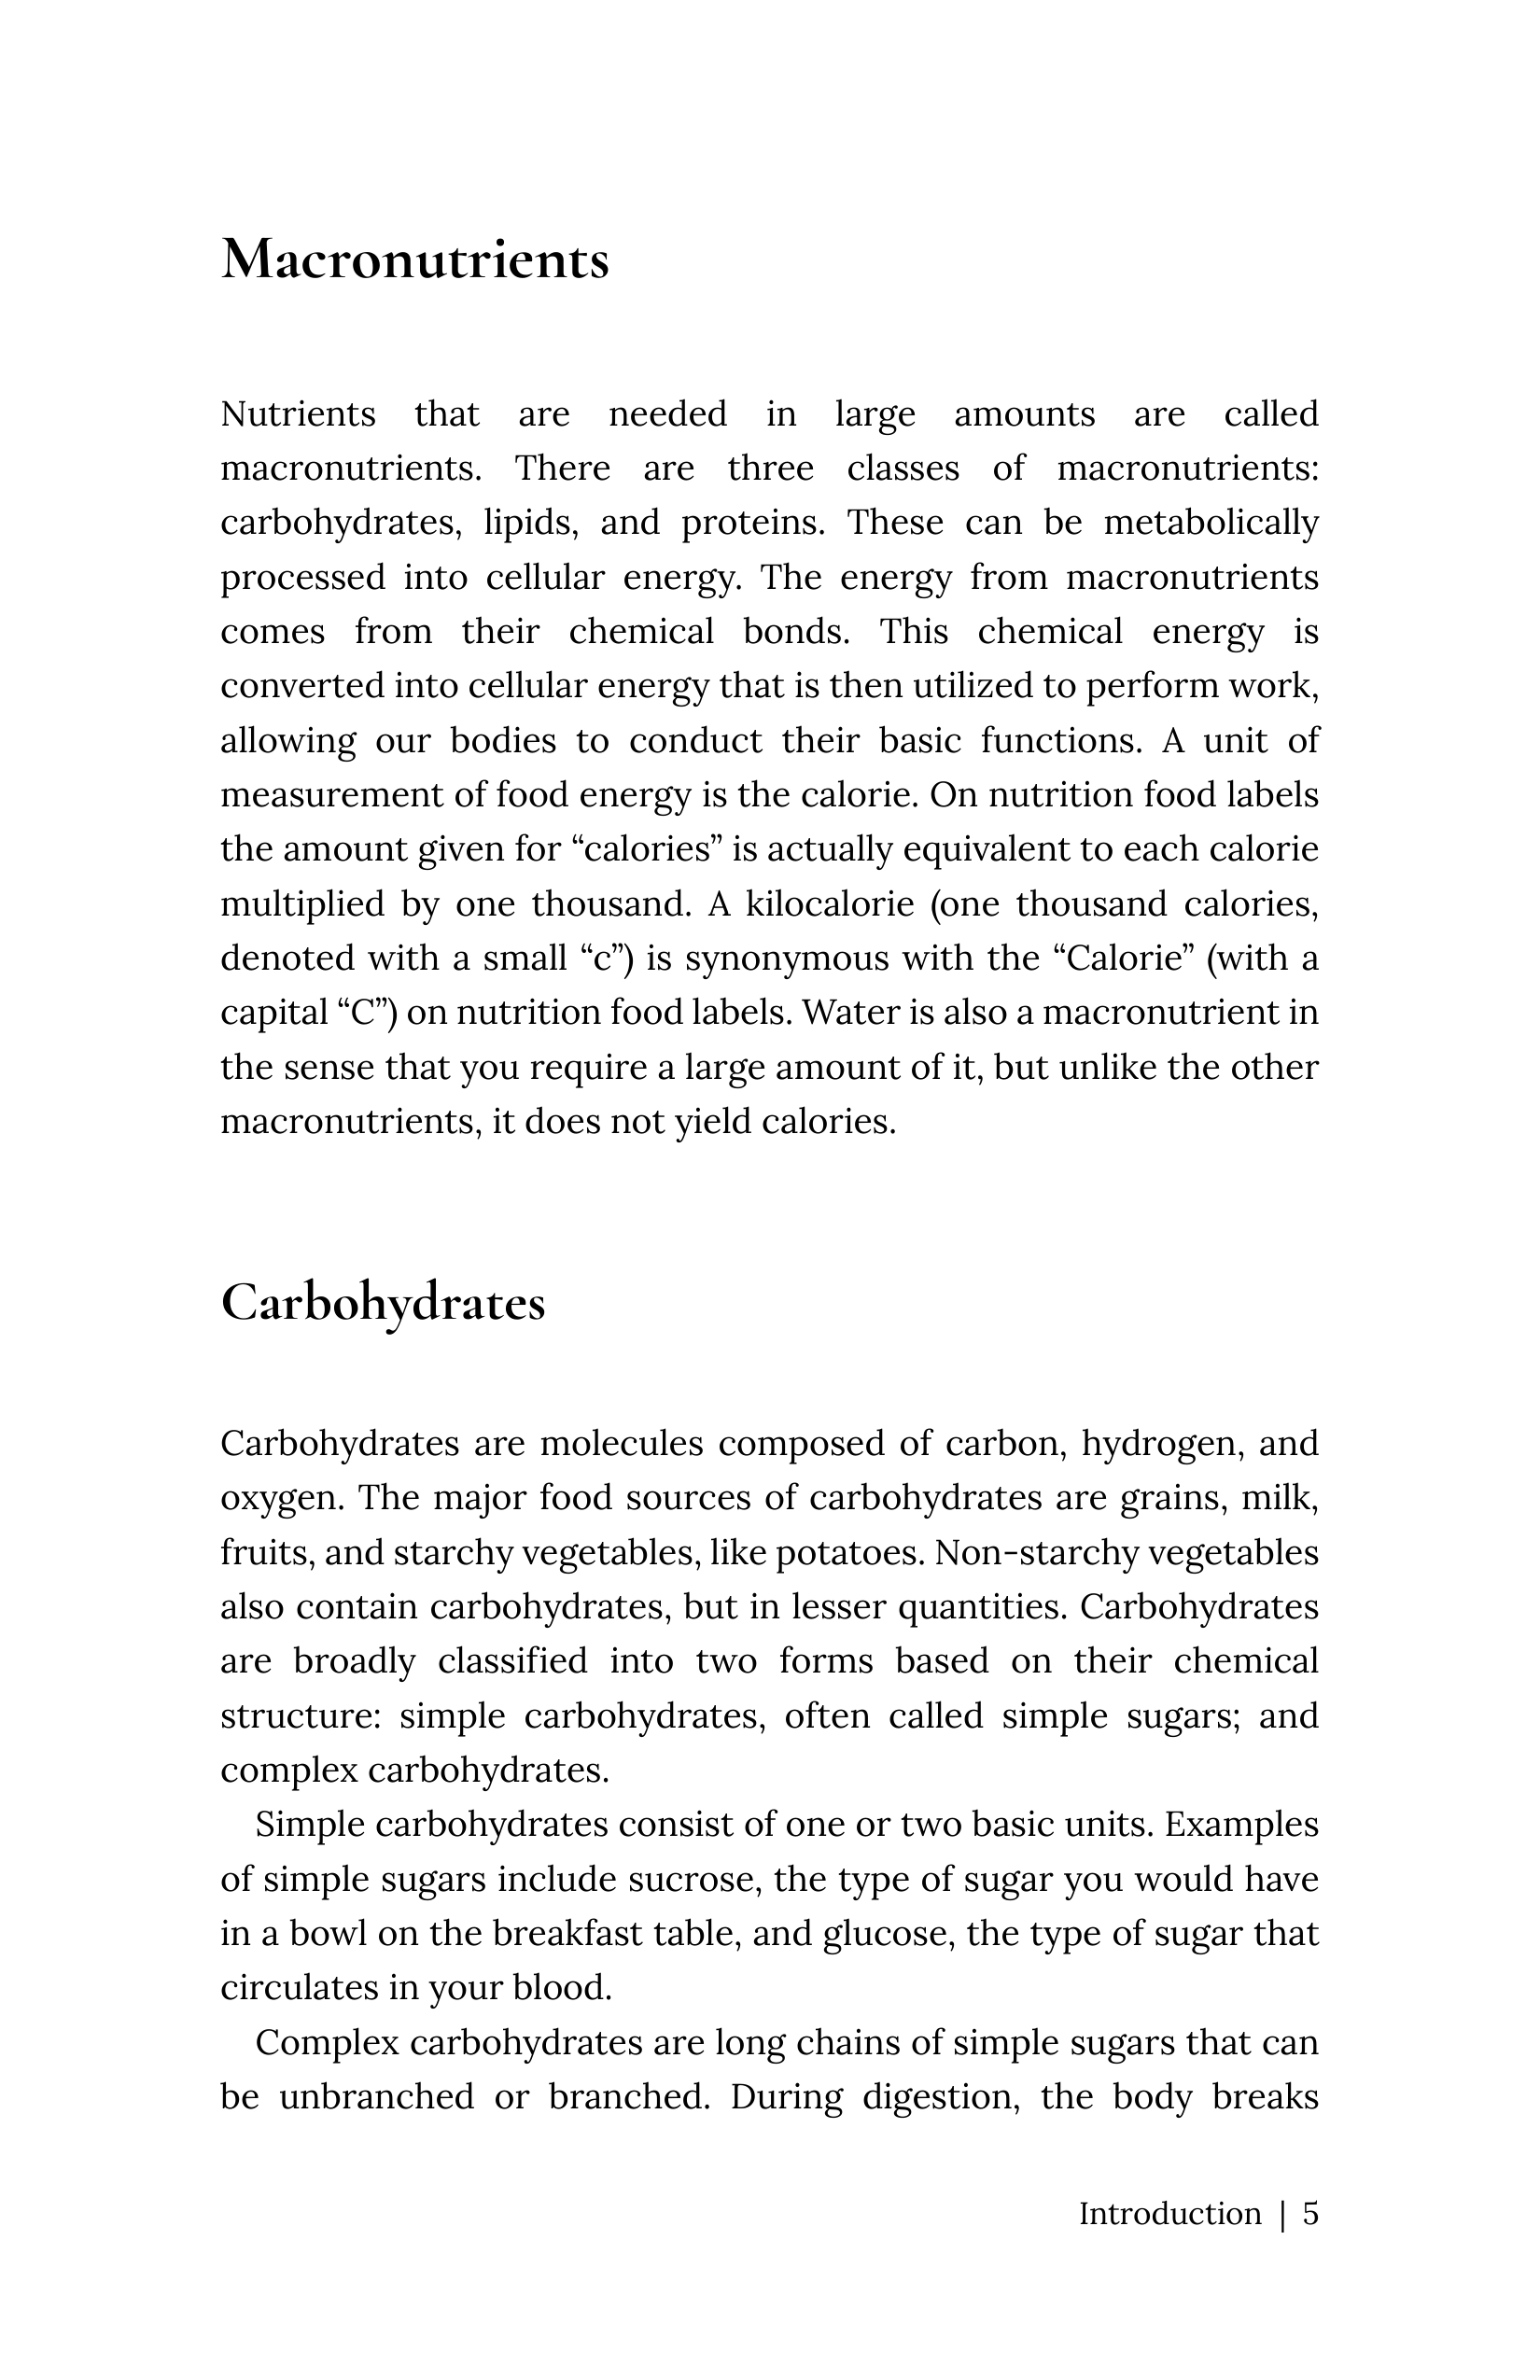 Macronutrients
Nutrients that are needed in large amounts are called
macronutrients. There are three classes of macronutrients:
carbohydrates, lipids, and proteins. These can be metabolically
processed into cellular energy. The energy from macronutrients
comes from their chemical bonds. This chemical energy is
converted into cellular energy that is then utilized to perform work,
allowing our bodies to conduct their basic functions. A unit of
measurement of food energy is the calorie. On nutrition food labels
the amount given for “calories” is actually equivalent to each calorie
multiplied by one thousand. A kilocalorie (one thousand calories,
denoted with a small “c”) is synonymous with the “Calorie” (with a
capital “C”) on nutrition food labels. Water is also a macronutrient in
the sense that you require a large amount of it, but unlike the other
macronutrients, it does not yield calories.
Carbohydrates
Carbohydrates are molecules composed of carbon, hydrogen, and
oxygen. The major food sources of carbohydrates are grains, milk,
fruits, and starchy vegetables, like potatoes. Non-starchy vegetables
also contain carbohydrates, but in lesser quantities. Carbohydrates
are broadly classified into two forms based on their chemical
structure: simple carbohydrates, often called simple sugars; and
complex carbohydrates.
Simple carbohydrates consist of one or two basic units. Examples
of simple sugars include sucrose, the type of sugar you would have
in a bowl on the breakfast table, and glucose, the type of sugar that
circulates in your blood.
Complex carbohydrates are long chains of simple sugars that can
be unbranched or branched. During digestion, the body breaks
Introduction | 5